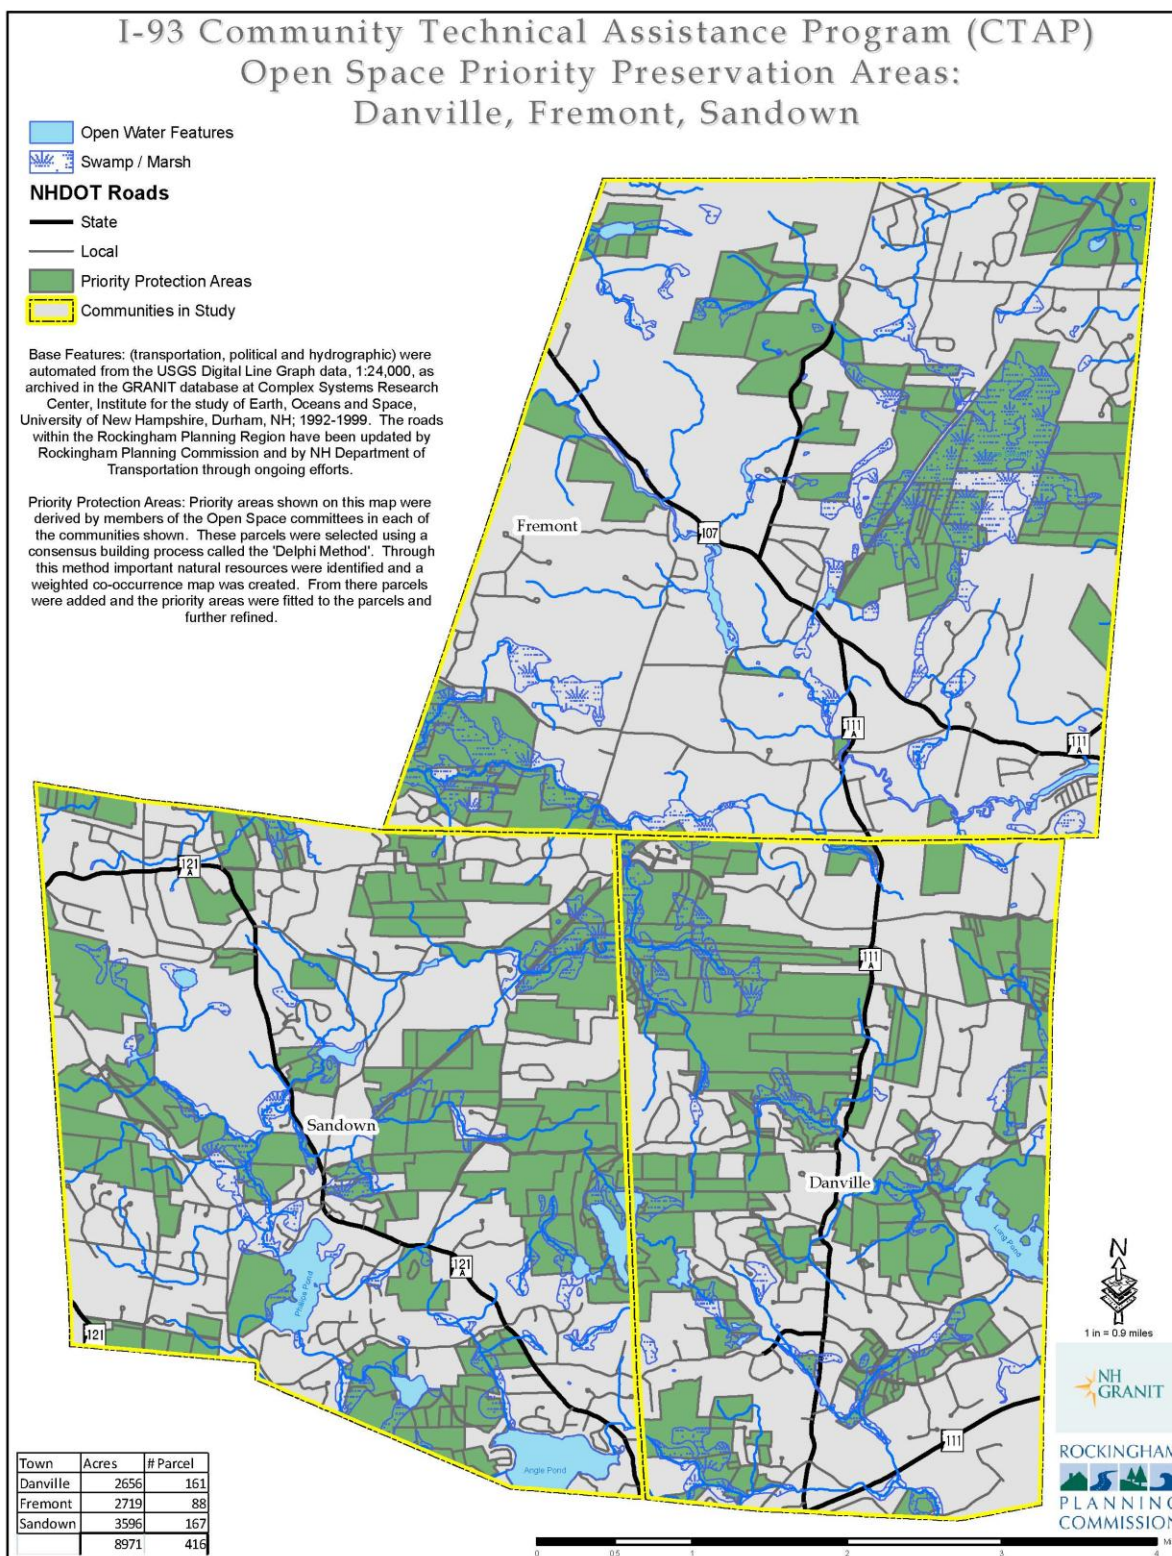 I-93 Community Technical Assistance Program (CTAP)
Open Space Priority Preservation Areas:
Danville, Fremont, Sandown
Open Water Features
Swamp / Marsh
NHDOT Roads
State
Local
Priority Protection Areas
Communities in Study
Base Features: (transportation, political and hydrographic) were
automated from the USGS Digital Line Graph data, 1:24,000, as
archived in the GRANIT database at Complex Systems Research
Center, Institute for the study of Earth, Oceans and Space,
University of New Hampshire, Durham, NH; 1992-1999. The roads
within the Rockingham Planning Region have been updated by
Rockingham Planning Commission and by NH Department of
Transportation through ongoing efforts.
Priority Protection Areas: Priority areas shown on this map were
derived by members of the Open Space committees in each of
the communities shown. These parcels were selected using a
consensus building process called the 'Delphi Method'. Through
this method important natural resources were identified and a
weighted co-occurrence map was created. From there parcels
were added and the priority areas were fitted to the parcels and
further refined.
Fremont
107
111
A
111
A
121
A
111
A
Sandown
Danville
Long Pond
121
A
Phillips Pond
121
111
Angle Pond
N
1 in = 0.9 miles
NH
GRANIT
ROCKINGHAM
PLANNING
COMMISSION
Town Acres # Parcel
Danville 2656 161
Fremont 2719 88
Sandown 3596 167
8971 416
0 0.5 1 2 3 4